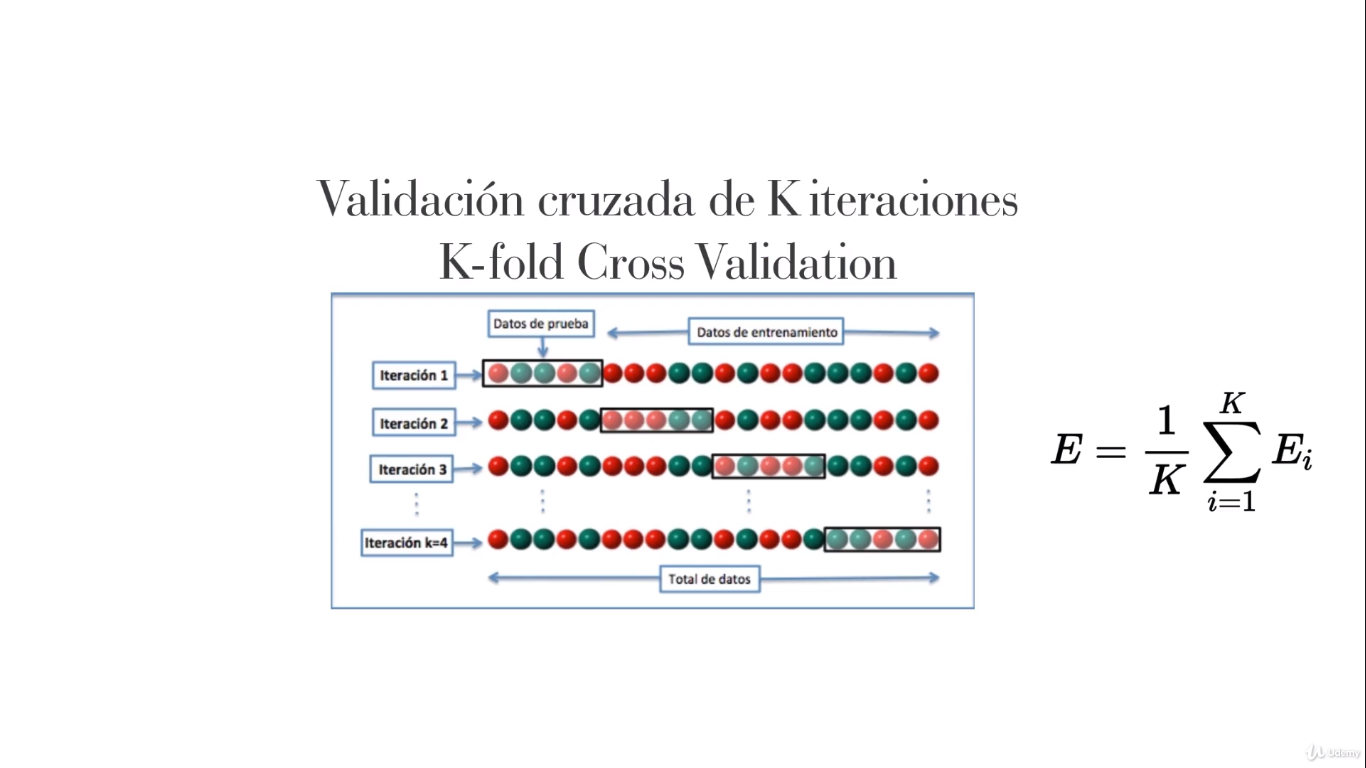 Validación cruzada de K iteraciones
K-fold Cross Validation
Datos de prueba
Datos de entrenamiento
Iteración 1
Iteración 2
Iteración 3
Iteración k=4
Total de datos
E = \frac{1}{K} \sum_{i=1}^{K} E_i
Udemy